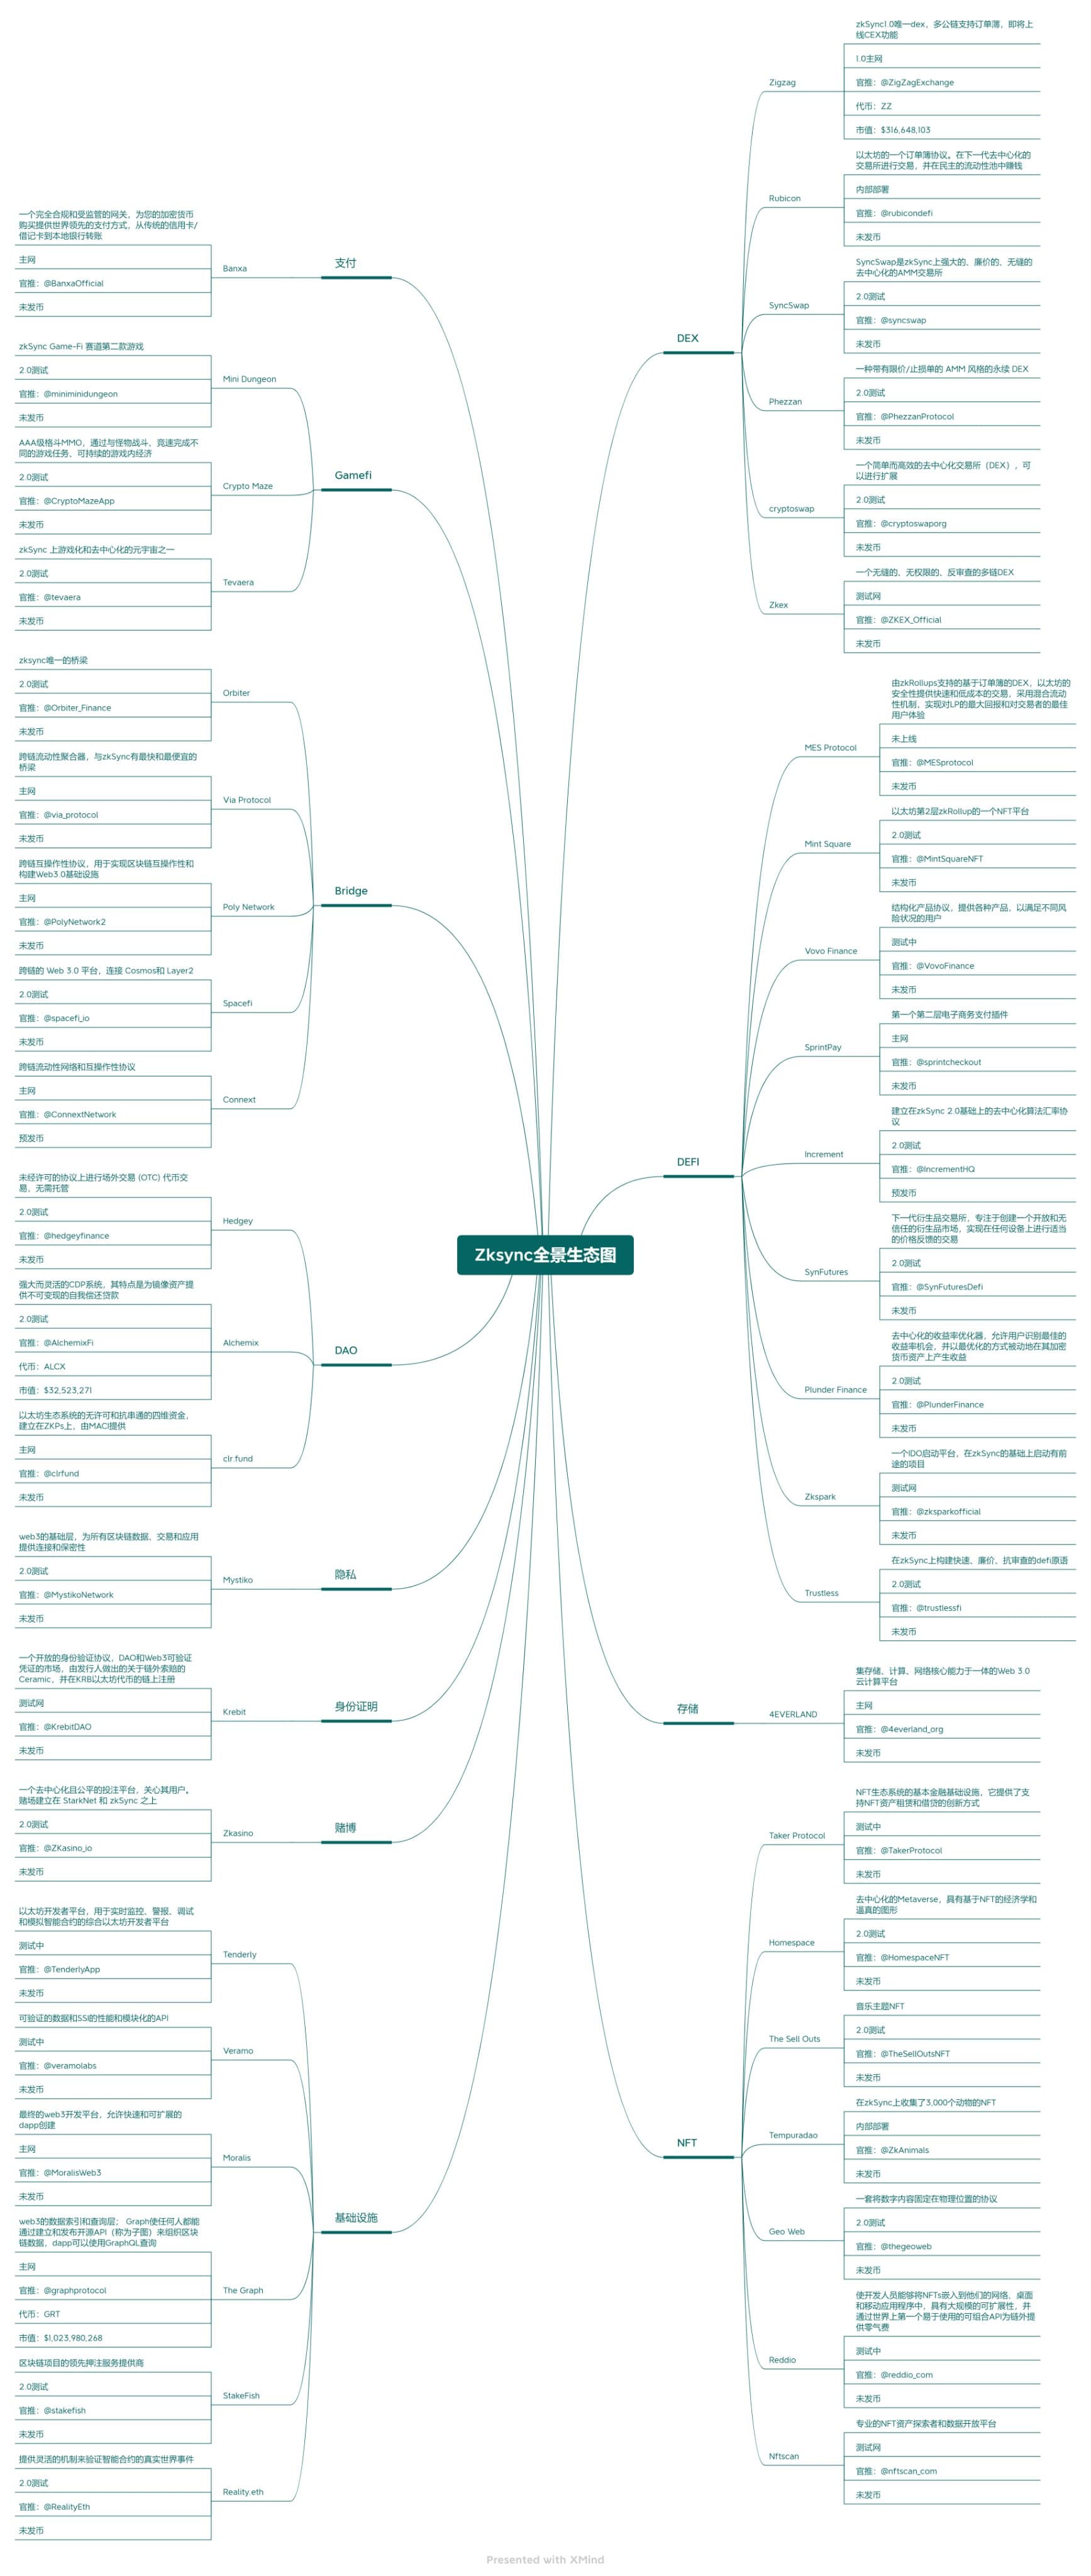 Zksync全景生态图
DEX
Zigzag
zkSync1.0唯一dex，多公链支持订单薄，即将上
线CEX功能
1.0主网
官推：@ZigZagExchange
代币：ZZ
市值：$316,648,103
Rubicon
以太坊的一个订单簿协议。在下一代去中心化的
交易所进行交易，并在民主的流动性池中赚钱
内部部署
官推：@rubicondefi
未发币
SyncSwap
SyncSwap是zkSync上强大的、廉价的、无缝的
去中心化的AMM交易所
2.0测试
官推：@syncswap
未发币
Phezzan
一种带有限价/止损单的 AMM 风格的永续 DEX
2.0测试
官推：@PhezzanProtocol
未发币
cryptoswap
一个简单而高效的去中心化交易所（DEX），可
以进行扩展
2.0测试
官推：@cryptoswaporg
未发币
Zkex
一个无缝的、无权限的、反审查的多链DEX
测试网
官推：@ZKEX_Official
未发币
DEFI
MES Protocol
由zkRollups支持的基于订单簿的DEX，以太坊的
安全性提供快速和低成本的交易，采用混合流动
性机制，实现对LP的最大回报和对交易者的最佳
用户体验
未上线
官推：@MESprotocol
未发币
Mint Square
以太坊第2层zkRollup的一个NFT平台
2.0测试
官推：@MintSquareNFT
未发币
Vovo Finance
结构化产品协议，提供各种产品，以满足不同风
险状况的用户
测试中
官推：@VovoFinance
未发币
SprintPay
第一个第二层电子商务支付插件
主网
官推：@sprintcheckout
未发币
Increment
建立在zkSync 2.0基础上的去中心化算法汇率协
议
2.0测试
官推：@IncrementHQ
预发币
SynFutures
下一代衍生品交易所，专注于创建一个开放和无
信任的衍生品市场，实现在任何设备上进行适当
的价格反馈的交易
2.0测试
官推：@SynFuturesDefi
未发币
Plunder Finance
去中心化的收益率优化器，允许用户识别最佳的
收益率机会，并以最优化的方式被动地在其加密
货币资产上产生收益
2.0测试
官推：@PlunderFinance
未发币
Zkspark
一个IDO启动平台，在zkSync的基础上启动有前
途的项目
测试网
官推：@zksparkofficial
未发币
Trustless
在zkSync上构建快速、廉价、抗审查的defi原语
2.0测试
官推：@trustlessfi
未发币
存储
4EVERLAND
集存储、计算、网络核心能力于一体的Web 3.0
云计算平台
主网
官推：@4everland_org
未发币
NFT
Taker Protocol
NFT生态系统的基本金融基础设施，它提供了支
持NFT资产租赁和借贷的创新方式
测试中
官推：@TakerProtocol
未发币
Homespace
去中心化的Metaverse，具有基于NFT的经济学和
逼真的图形
2.0测试
官推：@HomespaceNFT
未发币
The Sell Outs
音乐主题NFT
2.0测试
官推：@TheSellOutsNFT
未发币
Tempuradao
在zkSync上收集了3,000个动物的NFT
内部部署
官推：@ZkAnimals
未发币
Geo Web
一套将数字内容固定在物理位置的协议
2.0测试
官推：@thegeoweb
未发币
Reddio
使开发人员能够将NFTs嵌入到他们的网络、桌面
和移动应用程序中，具有大规模的可扩展性，并
通过世界上第一个易于使用的可组合API为链外提
供零气费
测试中
官推：@reddio_com
未发币
Nftscan
专业的NFT资产探索者和数据开放平台
测试网
官推：@nftscan_com
未发币
支付
Banxa
一个完全合规和受监管的网关，为您的加密货币
购买提供世界领先的支付方式，从传统的信用卡/
借记卡到本地银行转账
主网
官推：@BanxaOfficial
未发币
Gamefi
Mini Dungeon
zkSync Game-Fi 赛道第二款游戏
2.0测试
官推：@miniminidungeon
未发币
Crypto Maze
AAA级格斗MMO，通过与怪物战斗、竞速完成不
同的游戏任务、可持续的游戏内经济
2.0测试
官推：@CryptoMazeApp
未发币
Tevaera
zkSync 上游戏化和去中心化的元宇宙之一
2.0测试
官推：@tevaera
未发币
Bridge
Orbiter
zksync唯一的桥梁
2.0测试
官推：@Orbiter_Finance
未发币
Via Protocol
跨链流动性聚合器，与zkSync有最快和最便宜的
桥梁
主网
官推：@via_protocol
未发币
Poly Network
跨链互操作性协议，用于实现区块链互操作性和
构建Web3.0基础设施
主网
官推：@PolyNetwork2
未发币
Spacefi
跨链的 Web 3.0 平台，连接 Cosmos和 Layer2
2.0测试
官推：@spacefi_io
未发币
Connext
跨链流动性网络和互操作性协议
主网
官推：@ConnextNetwork
预发币
DAO
Hedgey
未经许可的协议上进行场外交易 (OTC) 代币交
易，无需托管
2.0测试
官推：@hedgeyfinance
未发币
Alchemix
强大而灵活的CDP系统，其特点是为镜像资产提
供不可变现的自我偿还贷款
2.0测试
官推：@AlchemixFi
代币：ALCX
市值：$32,523,271
clr.fund
以太坊生态系统的无许可和抗串通的四维资金，
建立在ZKPs上，由MACI提供
主网
官推：@clrfund
未发币
隐私
Mystiko
web3的基础层，为所有区块链数据、交易和应用
提供连接和保密性
2.0测试
官推：@MystikoNetwork
未发币
身份证明
Krebit
一个开放的身份验证协议，DAO和Web3可验证
凭证的市场，由发行人做出的关于链外索赔的
Ceramic，并在KRB以太坊代币的链上注册
测试网
官推：@KrebitDAO
未发币
赌博
Zkasino
一个去中心化且公平的投注平台，关心其用户。
赌场建立在 StarkNet 和 zkSync 之上
2.0测试
官推：@ZKasino_io
未发币
基础设施
Tenderly
以太坊开发者平台，用于实时监控、警报、调试
和模拟智能合约的综合以太坊开发者平台
测试中
官推：@TenderlyApp
未发币
Veramo
可验证的数据和SSI的性能和模块化的API
测试中
官推：@veramolabs
未发币
Moralis
最终的web3开发平台，允许快速和可扩展的
dapp创建
主网
官推：@MoralisWeb3
未发币
The Graph
web3的数据索引和查询层； Graph使任何人都能
通过建立和发布开源API（称为子图）来组织区块
链数据，dapp可以使用GraphQL查询
主网
官推：@graphprotocol
代币：GRT
市值：$1,023,980,268
StakeFish
区块链项目的领先押注服务提供商
2.0测试
官推：@stakefish
未发币
Reality.eth
提供灵活的机制来验证智能合约的真实世界事件
2.0测试
官推：@RealityEth
未发币
Presented with XMind